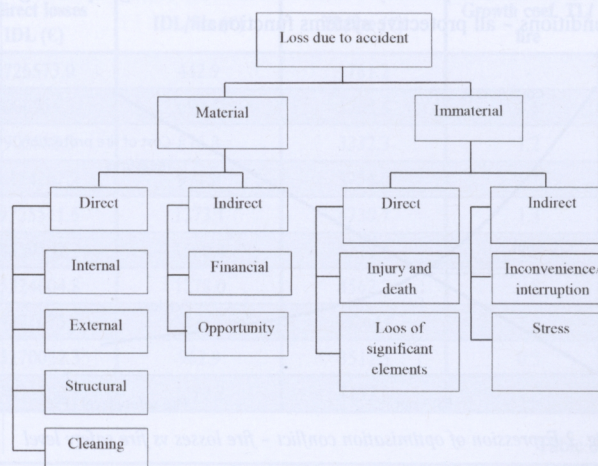 Loss due to accident
Material
Immaterial
Direct
Indirect
Direct
Indirect
Internal
Financial
Injury and
death
Inconvenience/
interruption
External
Opportunity
Loos of
significant
elements
Stress
Structural
Cleaning